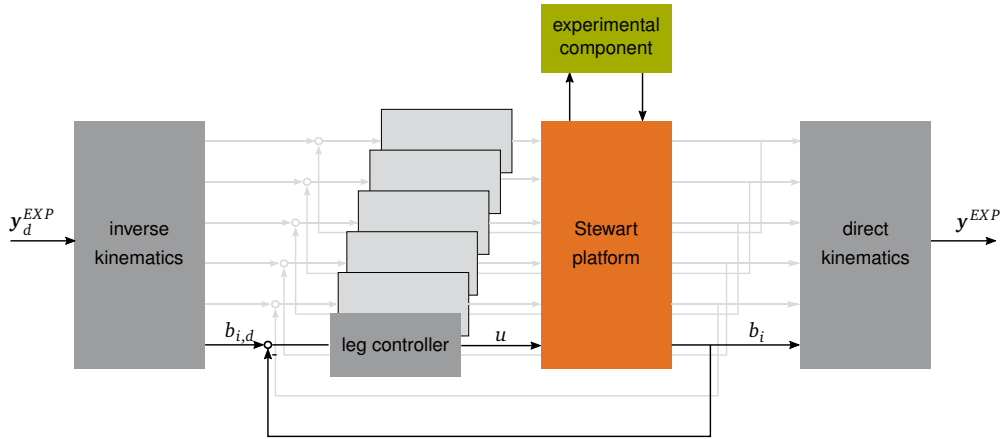 experimental
component
y_d^{EXP}
inverse
kinematics
Stewart
platform
direct
kinematics
y^{EXP}
b_{i,d}
-
leg controller
u
b_i